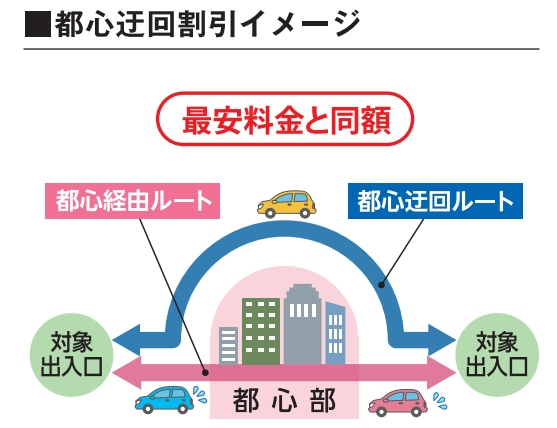 ■都心迂回割引イメージ
最安料金と同額
都心経由ルート
都心迂回ルート
対象
出入口
対象
出入口
都心部